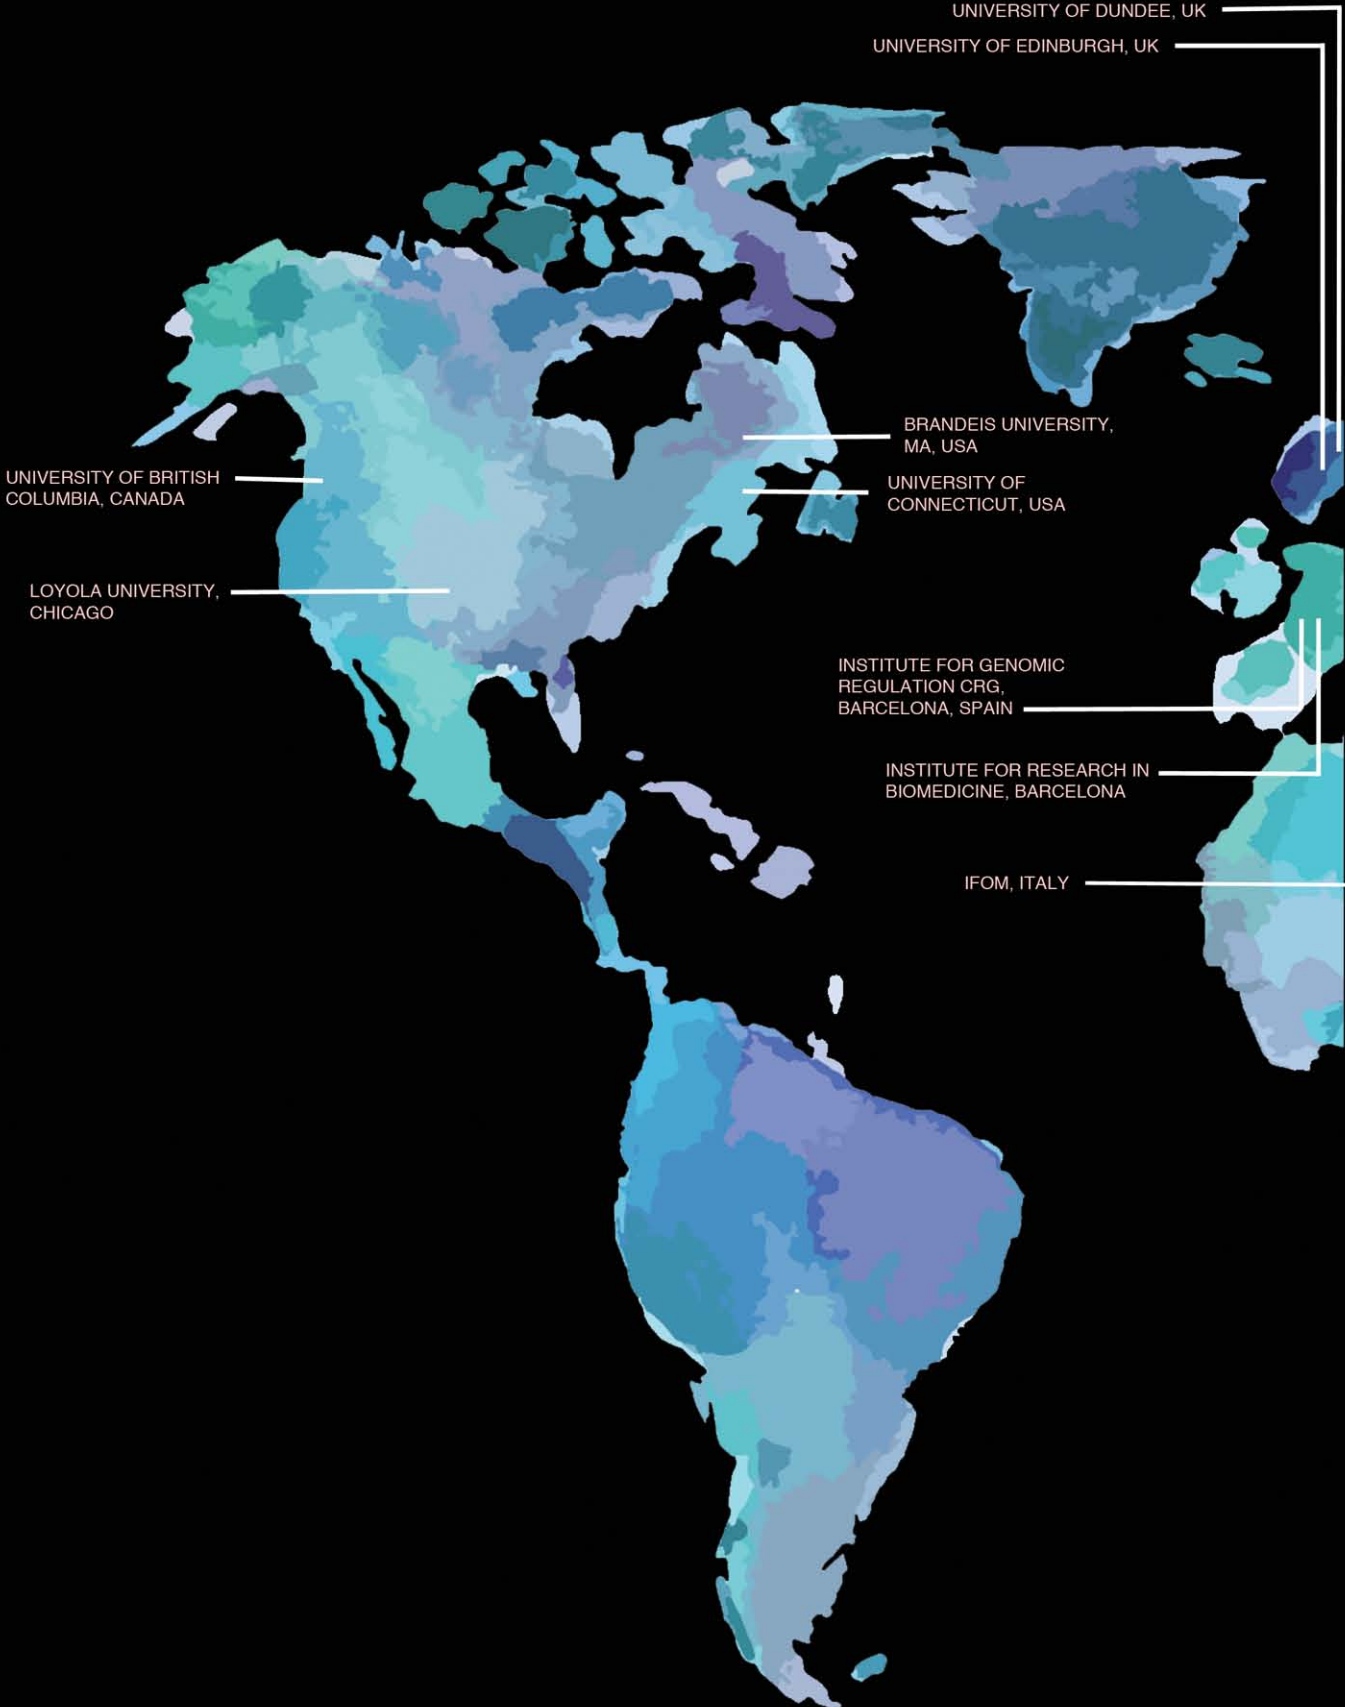 UNIVERSITY OF DUNDEE, UK
UNIVERSITY OF EDINBURGH, UK
BRANDEIS UNIVERSITY,
MA, USA
UNIVERSITY OF BRITISH
COLUMBIA, CANADA
UNIVERSITY OF
CONNECTICUT, USA
LOYOLA UNIVERSITY,
CHICAGO
INSTITUTE FOR GENOMIC
REGULATION CRG,
BARCELONA, SPAIN
INSTITUTE FOR RESEARCH IN
BIOMEDICINE, BARCELONA
IFOM, ITALY